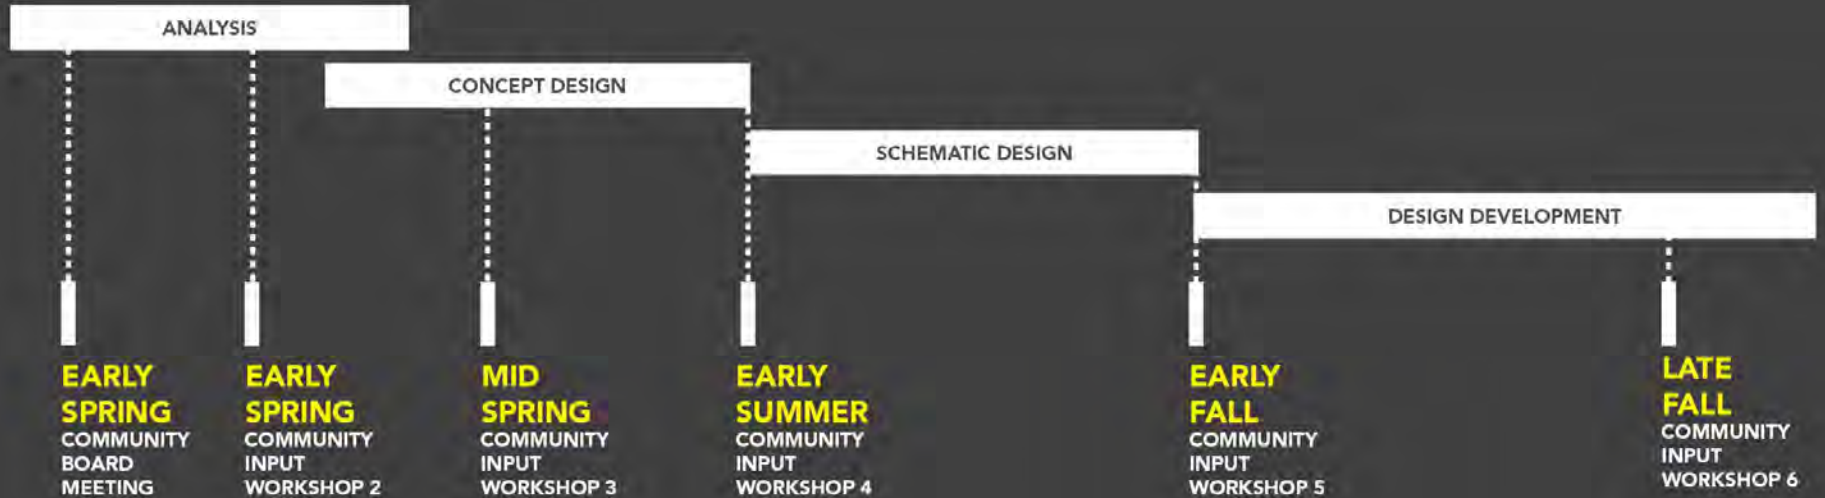 ANALYSIS
CONCEPT DESIGN
SCHEMATIC DESIGN
DESIGN DEVELOPMENT
EARLY
SPRING
COMMUNITY
BOARD
MEETING
EARLY
SPRING
COMMUNITY
INPUT
WORKSHOP 2
MID
SPRING
COMMUNITY
INPUT
WORKSHOP 3
EARLY
SUMMER
COMMUNITY
INPUT
WORKSHOP 4
EARLY
FALL
COMMUNITY
INPUT
WORKSHOP 5
LATE
FALL
COMMUNITY
INPUT
WORKSHOP 6